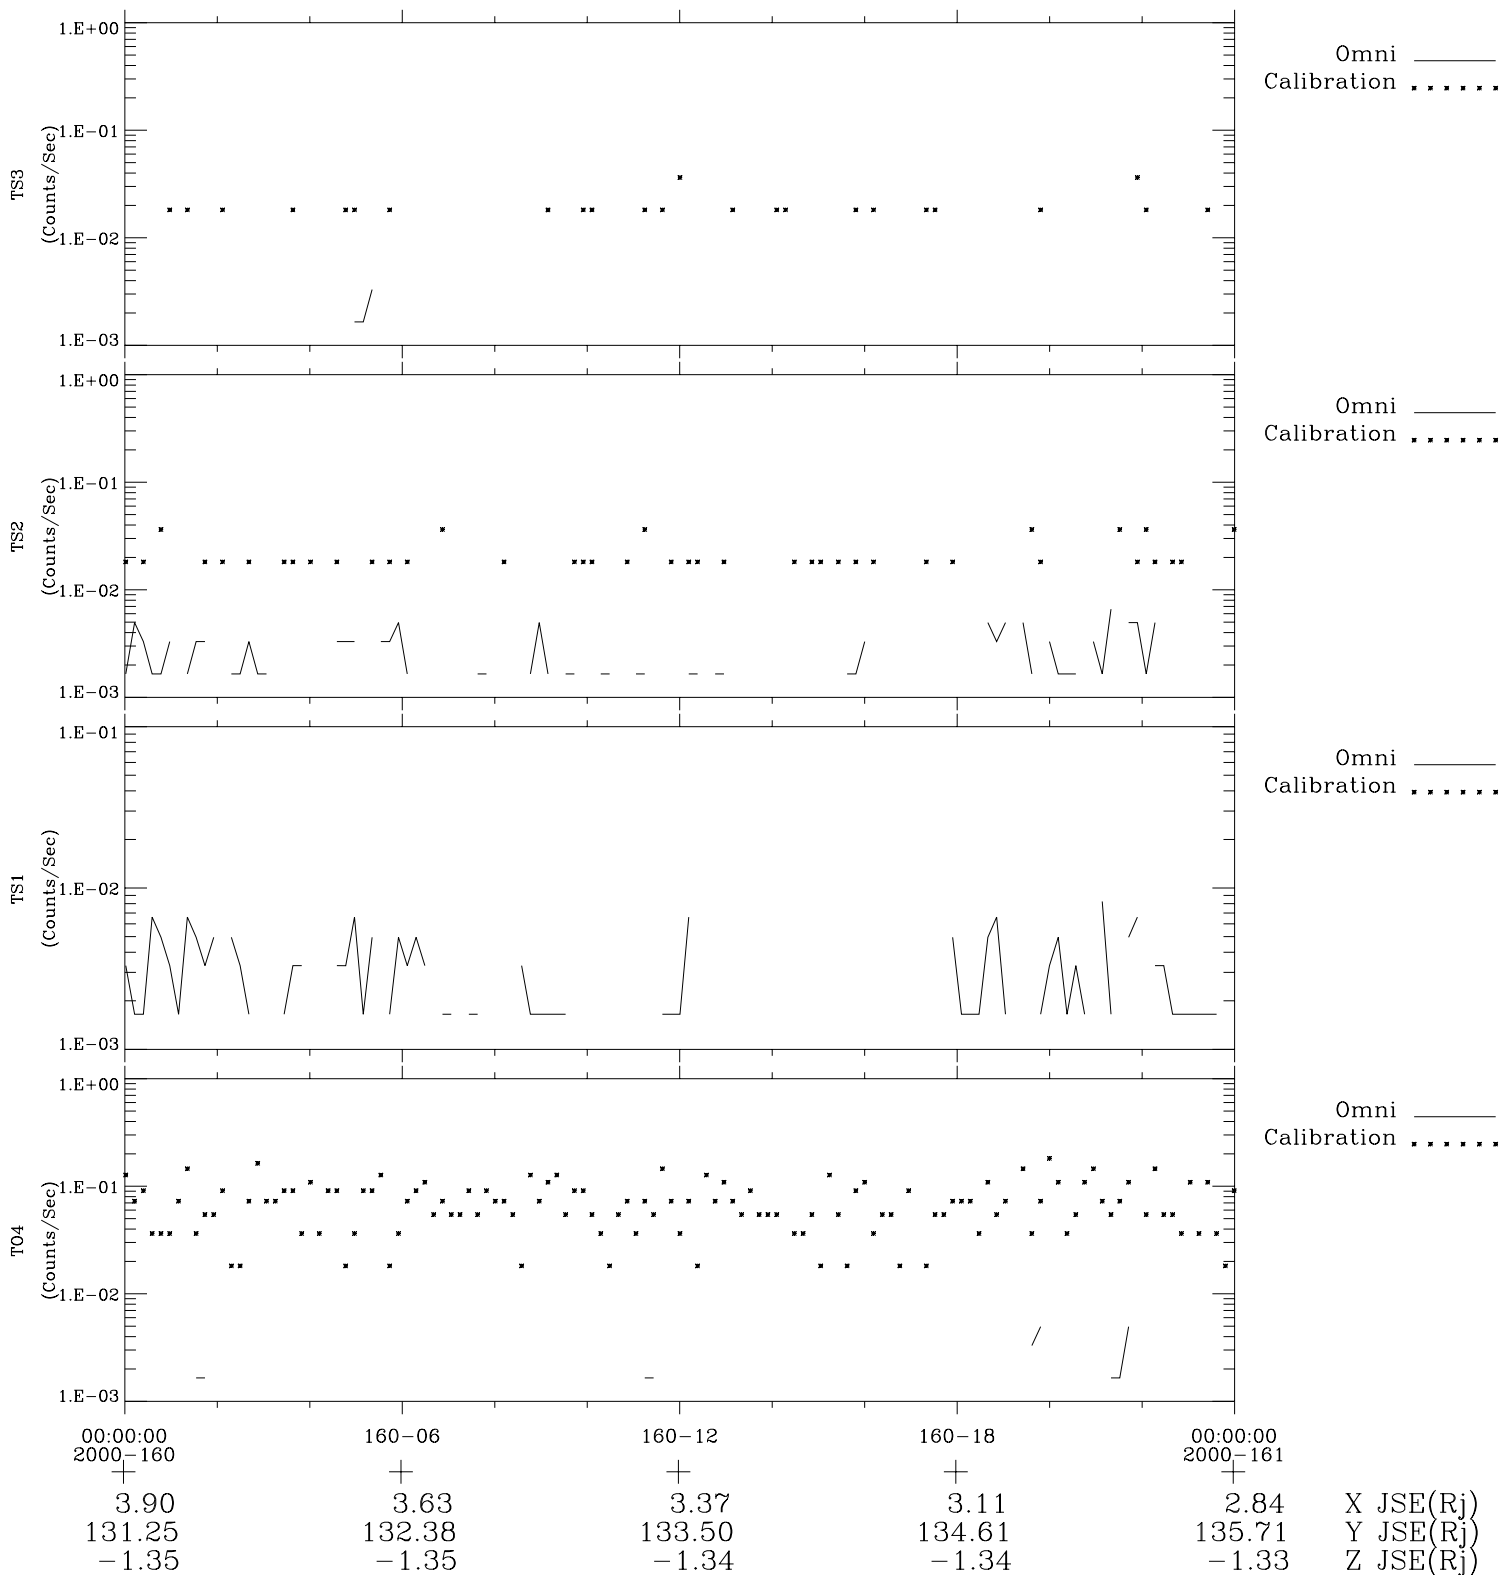 1.E+00
1.E-01
1.E-02
1.E-03
TS3
(Counts/Sec)
Omni
Calibration
1.E+00
1.E-01
1.E-02
1.E-03
TS2
(Counts/Sec)
Omni
Calibration
1.E-01
1.E-02
1.E-03
TS1
(Counts/Sec)
Omni
Calibration
1.E+00
1.E-01
1.E-02
1.E-03
TO4
(Counts/Sec)
Omni
Calibration
00:00:00 160-06 160-12 160-18 00:00:00
2000-160 2000-161
3.90 3.63 3.37 3.11 2.84 X JSE(Rj)
131.25 132.38 133.50 134.61 135.71 Y JSE(Rj)
-1.35 -1.35 -1.34 -1.34 -1.33 Z JSE(Rj)